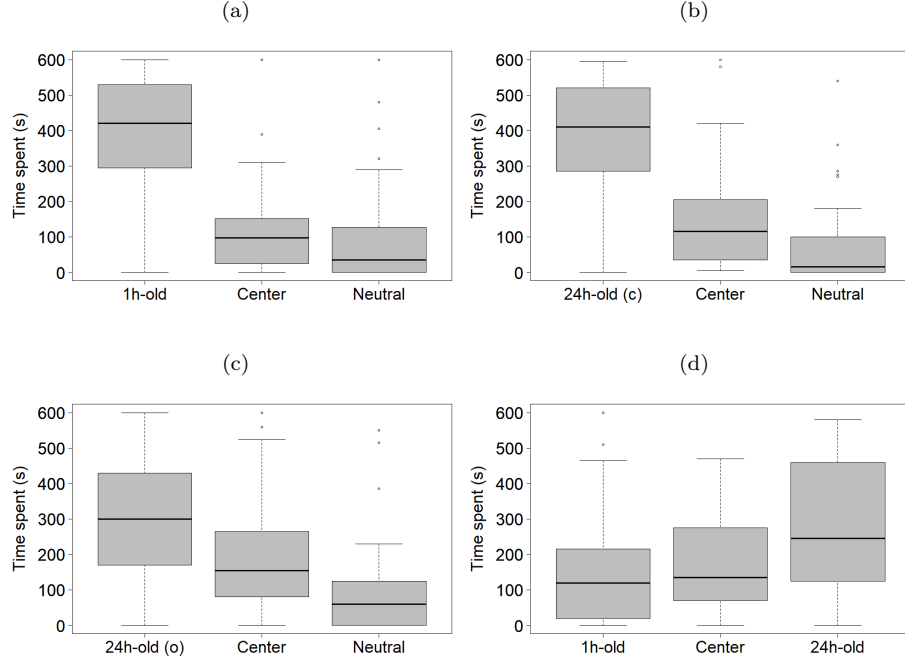 (a)
Time spent (s)
600
500
400
300
200
100
0
1h-old Center Neutral
(b)
Time spent (s)
600
500
400
300
200
100
0
24h-old (c) Center Neutral
(c)
Time spent (s)
600
500
400
300
200
100
0
24h-old (o) Center Neutral
(d)
Time spent (s)
600
500
400
300
200
100
0
1h-old Center 24h-old